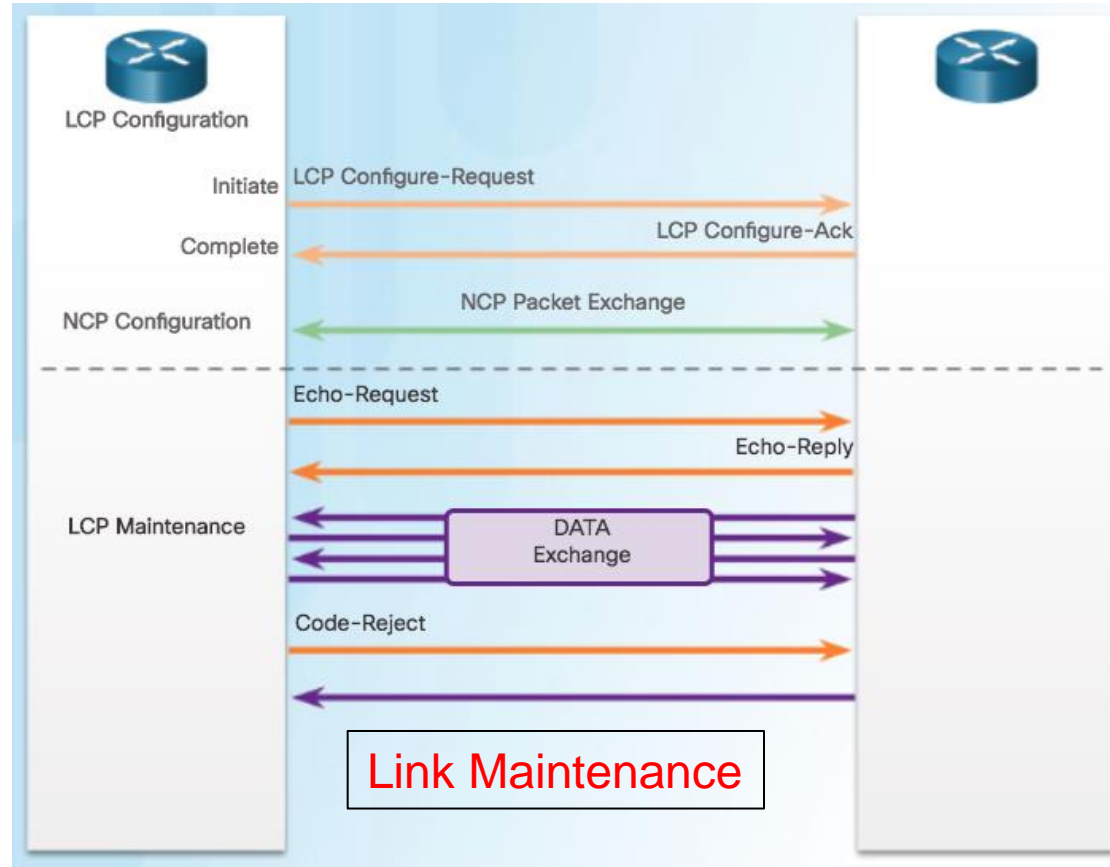 LCP Configuration
Initiate
LCP Configure-Request
LCP Configure-Ack
Complete
NCP Packet Exchange
NCP Configuration
Echo-Request
Echo-Reply
LCP Maintenance
DATA
Exchange
Code-Reject
Link Maintenance